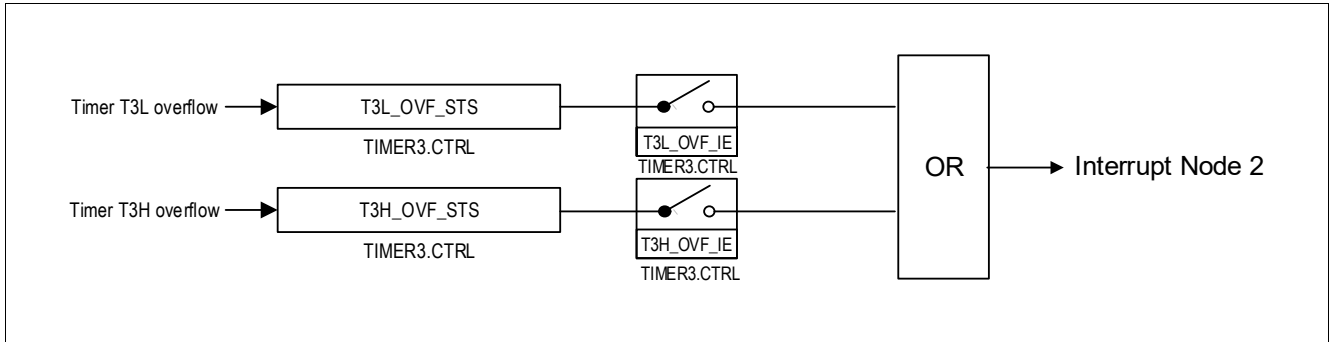 Timer T3L overflow
T3L_OVF_STS
TIMER3.CTRL
T3L_OVF_IE
TIMER3.CTRL
Timer T3H overflow
T3H_OVF_STS
TIMER3.CTRL
T3H_OVF_IE
TIMER3.CTRL
OR
Interrupt Node 2